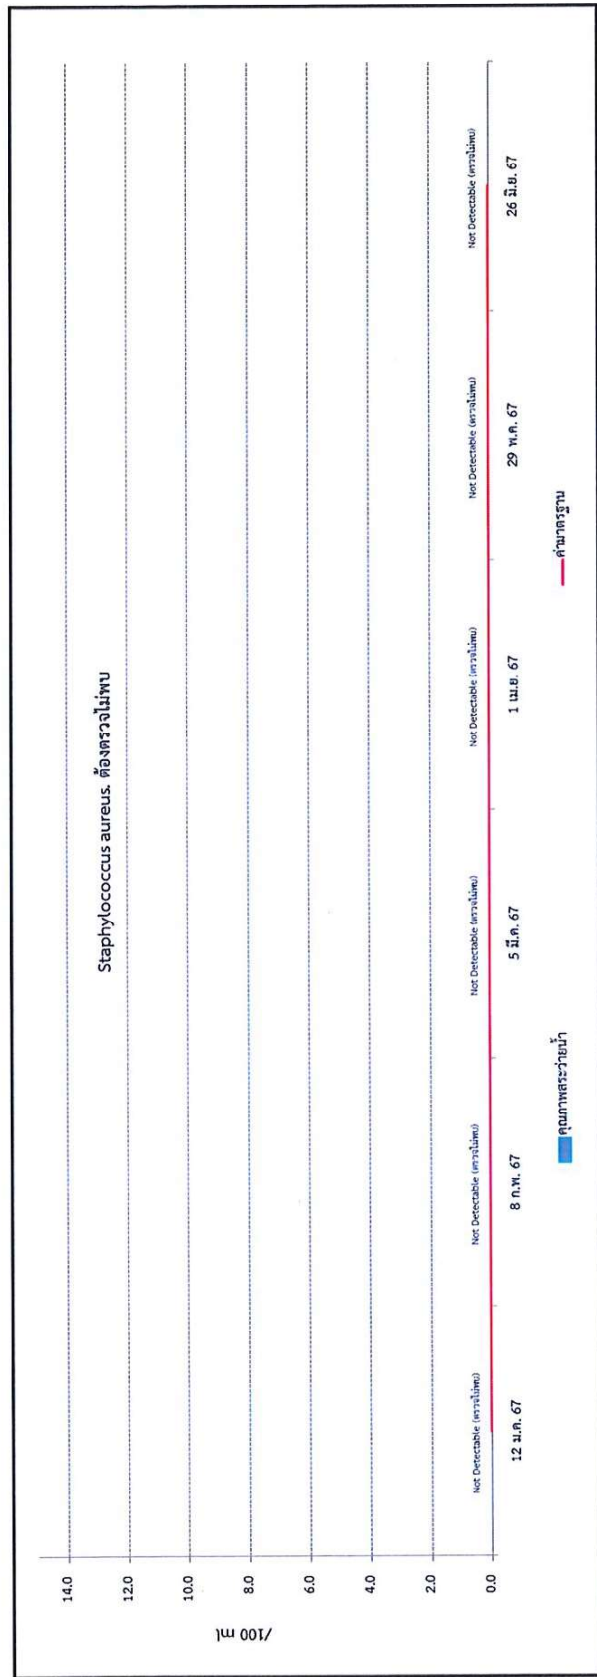 Staphylococcus aureus. ต้องตรวจไม่พบ
/100 ml
14.0
12.0
10.0
8.0
6.0
4.0
2.0
0.0
Not Detectable (ตรวจไม่พบ)
Not Detectable (ตรวจไม่พบ)
Not Detectable (ตรวจไม่พบ)
Not Detectable (ตรวจไม่พบ)
Not Detectable (ตรวจไม่พบ)
Not Detectable (ตรวจไม่พบ)
12 ม.ค. 67
8 ก.พ. 67
5 มี.ค. 67
1 เม.ย. 67
29 พ.ค. 67
26 มิ.ย. 67
คุณภาพสระว่ายน้ำ
ค่ามาตรฐาน